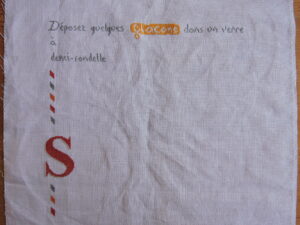 Déposez quelques glaçons dans un verre
à
demi-rondelle
S